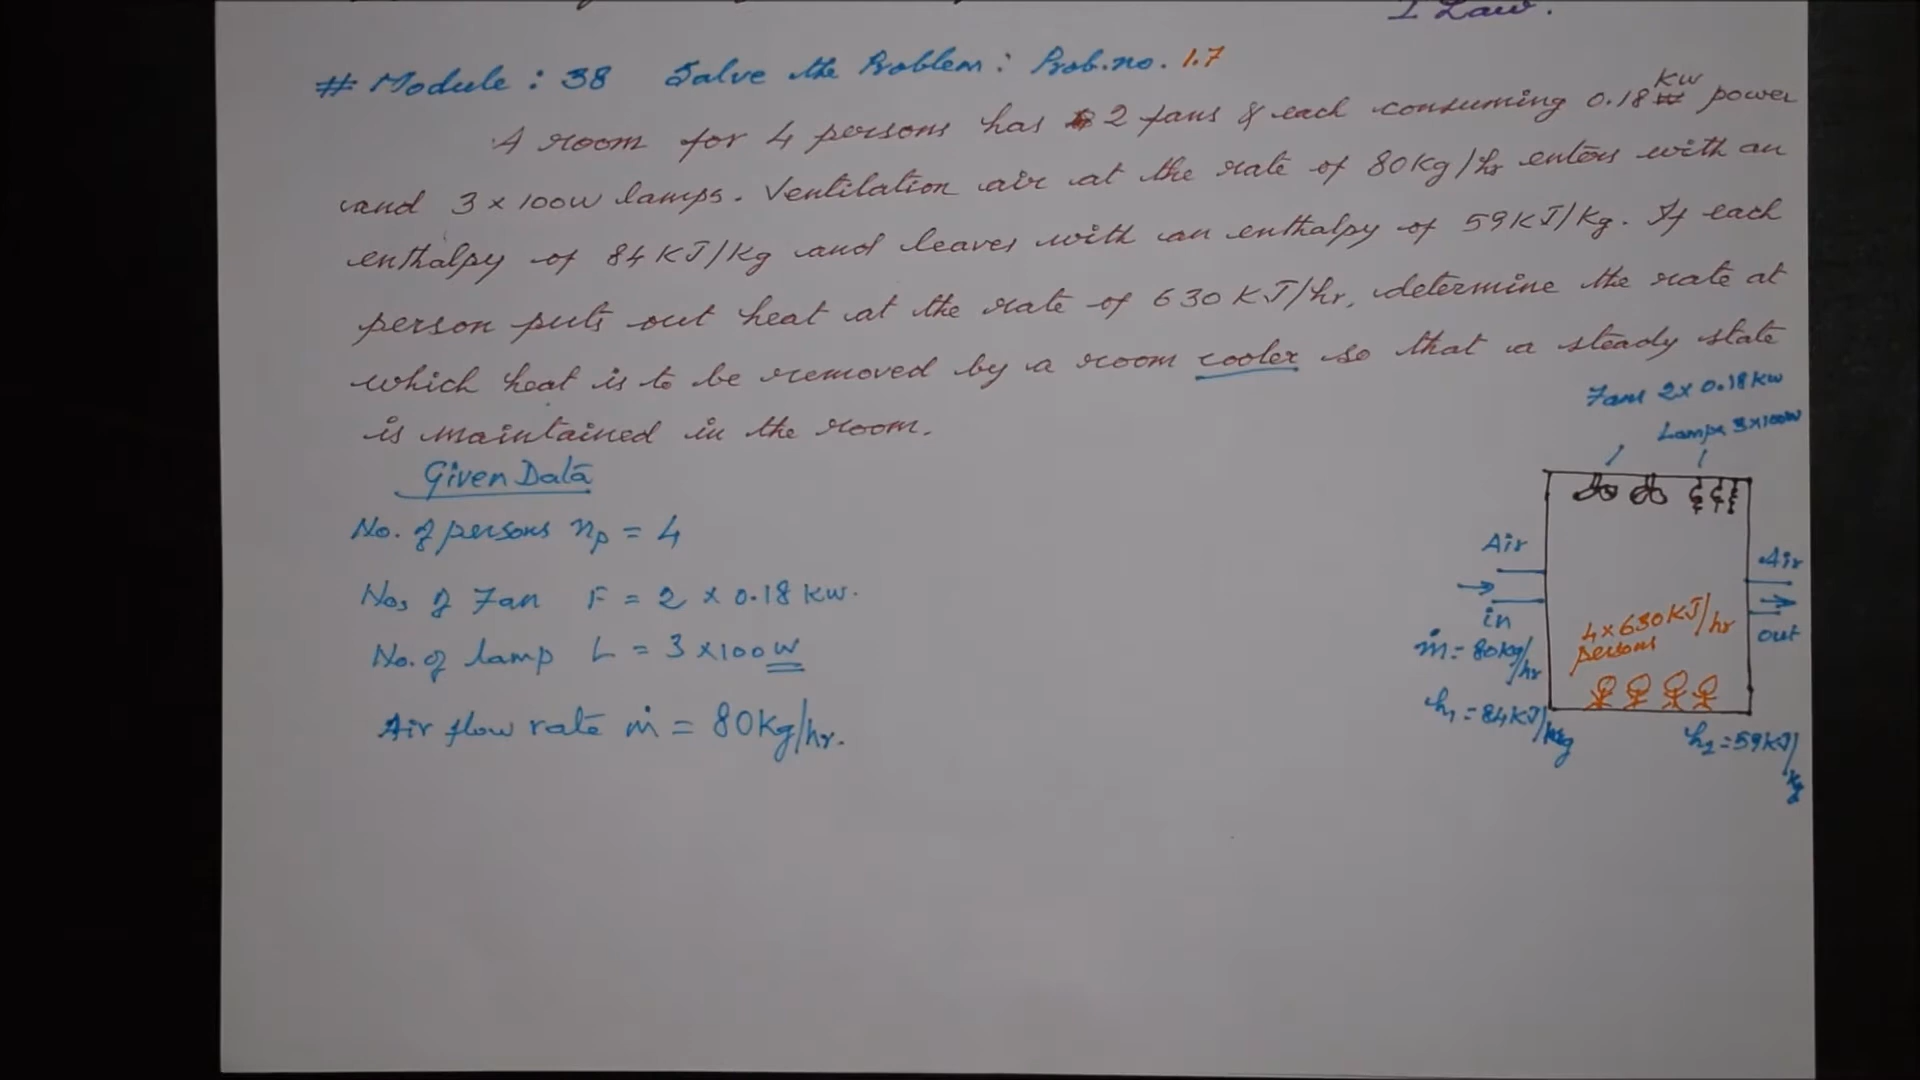 I Law.
# Module : 38 Solve the Problem : Prob.no. 1.7
A room for 4 persons has 2 fans & each consuming 0.18 KW power
and 3 x 100W lamps. Ventilation air at the rate of 80Kg/hr enters with an
enthalpy of 84 KJ/Kg and leaves with an enthalpy of 59KJ/Kg. If each
person puts out heat at the rate of 630 KJ/hr, determine the rate at
which heat is to be removed by a room cooler so that a steady state
is maintained in the room.
Fans 2x 0.18 KW
Lamps 3x100W
Given Data
No. of persons np = 4
Nos of Fan F = 2 x 0.18 KW.
No. of lamp L = 3 x100 W
Air flow rate ṁ = 80Kg/hr.
Air
in
ṁ = 80Kg/hr
h1 = 84KJ/Kg
4 x 630 KJ/hr
persons
Air
out
h2 = 59KJ/Kg